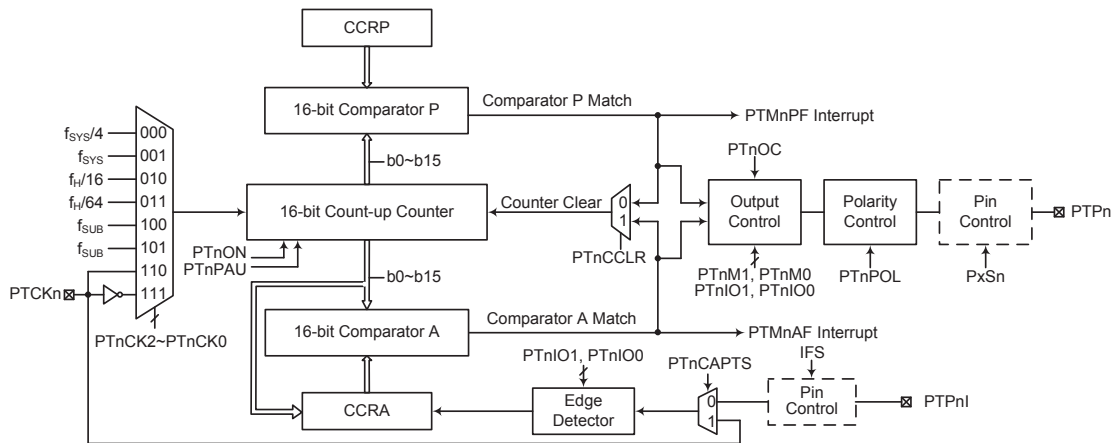 CCRP
16-bit Comparator P
Comparator P Match
PTMnPF Interrupt
b0~b15
PTnOC
fSYS/4
000
fSYS
001
fH/16
010
fH/64
011
fSUB
100
fSUB
101
110
111
PTCKn
PTnCK2~PTnCK0
16-bit Count-up Counter
PTnON
PTnPAU
Counter Clear
0
1
PTnCCLR
Output
Control
PTnM1, PTnM0
PTnIO1, PTnIO0
Polarity
Control
PTnPOL
Pin
Control
PxSn
PTPn
b0~b15
16-bit Comparator A
Comparator A Match
PTMnAF Interrupt
CCRA
PTnIO1, PTnIO0
Edge
Detector
PTnCAPTS
0
1
IFS
Pin
Control
PTPnI